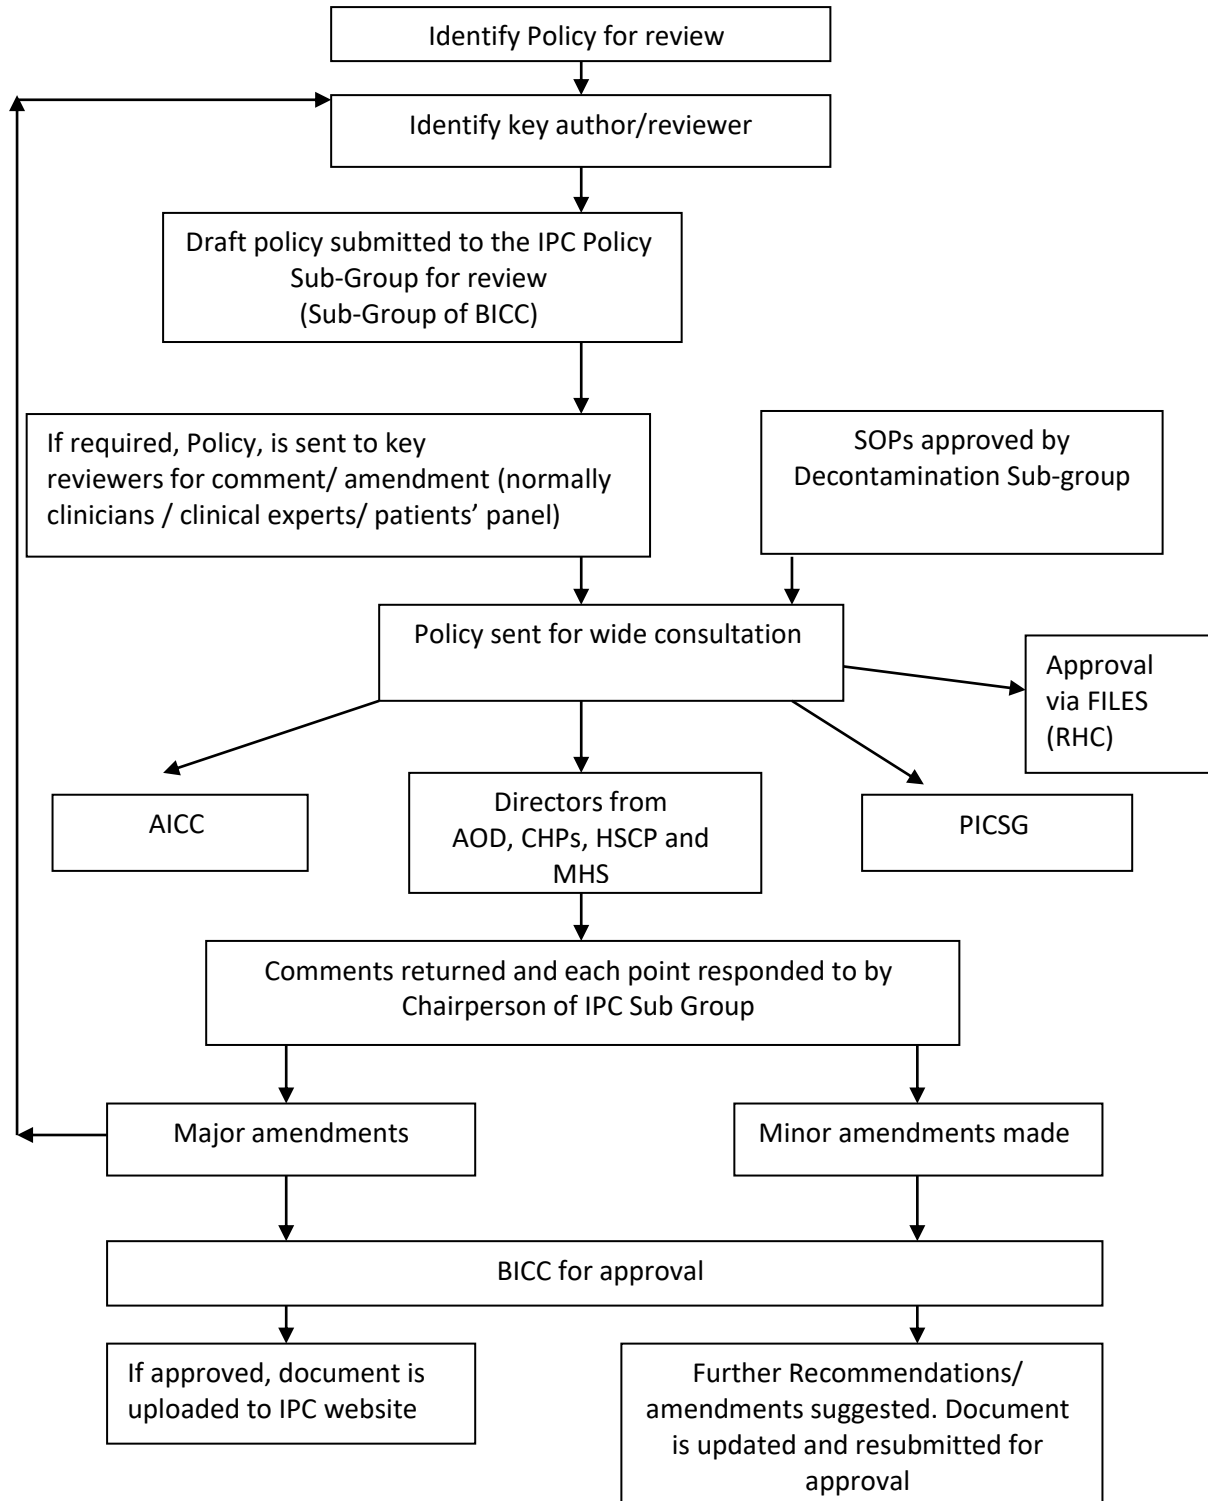 Identify Policy for review
Identify key author/reviewer
Draft policy submitted to the IPC Policy
Sub-Group for review
(Sub-Group of BICC)
If required, Policy, is sent to key
reviewers for comment/ amendment (normally
clinicians / clinical experts/ patients’ panel)
SOPs approved by
Decontamination Sub-group
Policy sent for wide consultation
Approval
via FILES
(RHC)
AICC
Directors from
AOD, CHPs, HSCP and
MHS
PICSG
Comments returned and each point responded to by
Chairperson of IPC Sub Group
Major amendments
Minor amendments made
BICC for approval
If approved, document is
uploaded to IPC website
Further Recommendations/
amendments suggested. Document
is updated and resubmitted for
approval